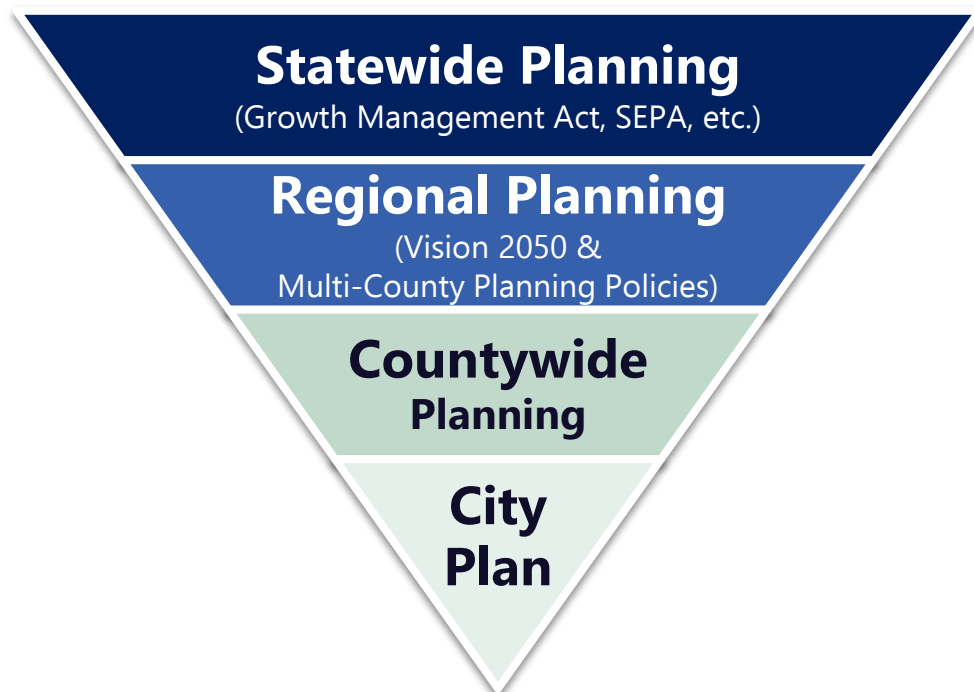 Statewide Planning
(Growth Management Act, SEPA, etc.)
Regional Planning
(Vision 2050 &
Multi-County Planning Policies)
Countywide
Planning
City
Plan